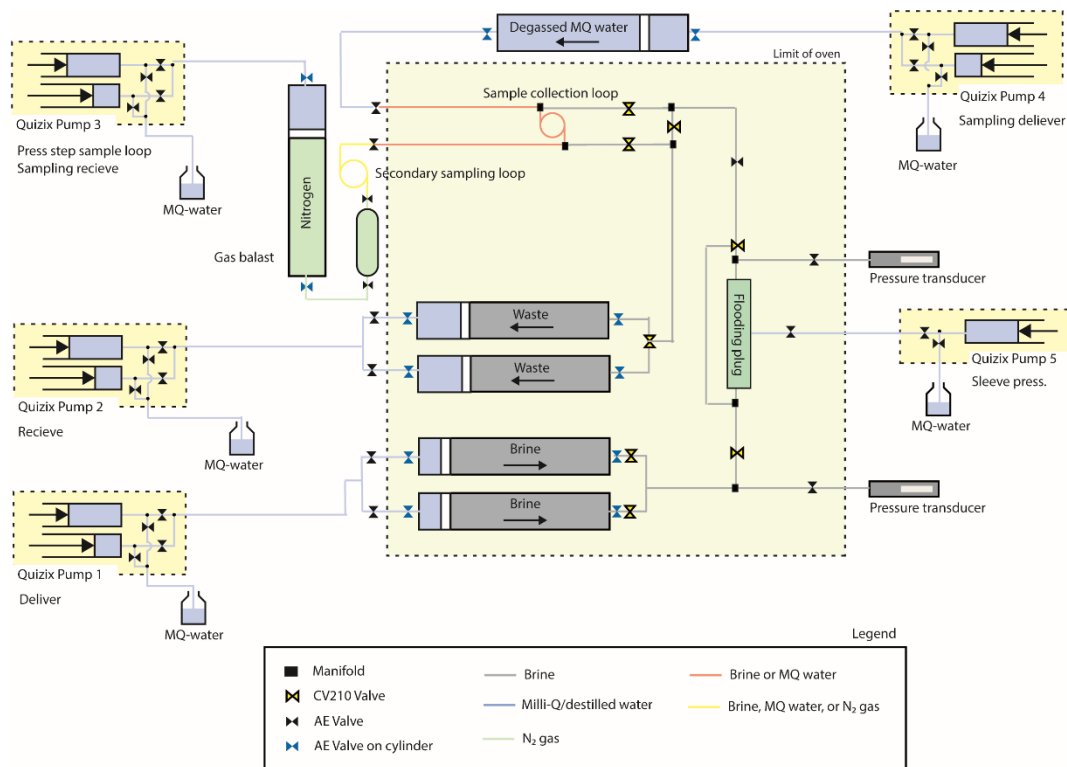 Degassed MQ water
Limit of oven
Quizix Pump 3
Press step sample loop
Sampling recieve
MQ-water
Quizix Pump 4
Sampling deliever
MQ-water
Sample collection loop
Secondary sampling loop
Nitrogen
Gas balast
Pressure transducer
Flooding plug
Waste
Waste
Quizix Pump 5
Sleeve press.
MQ-water
Quizix Pump 2
Recieve
MQ-water
Brine
Brine
Pressure transducer
Quizix Pump 1
Deliver
MQ-water
Legend
Manifold
CV210 Valve
AE Valve
AE Valve on cylinder
Brine
Milli-Q/destilled water
N₂ gas
Brine or MQ water
Brine, MQ water, or N₂ gas